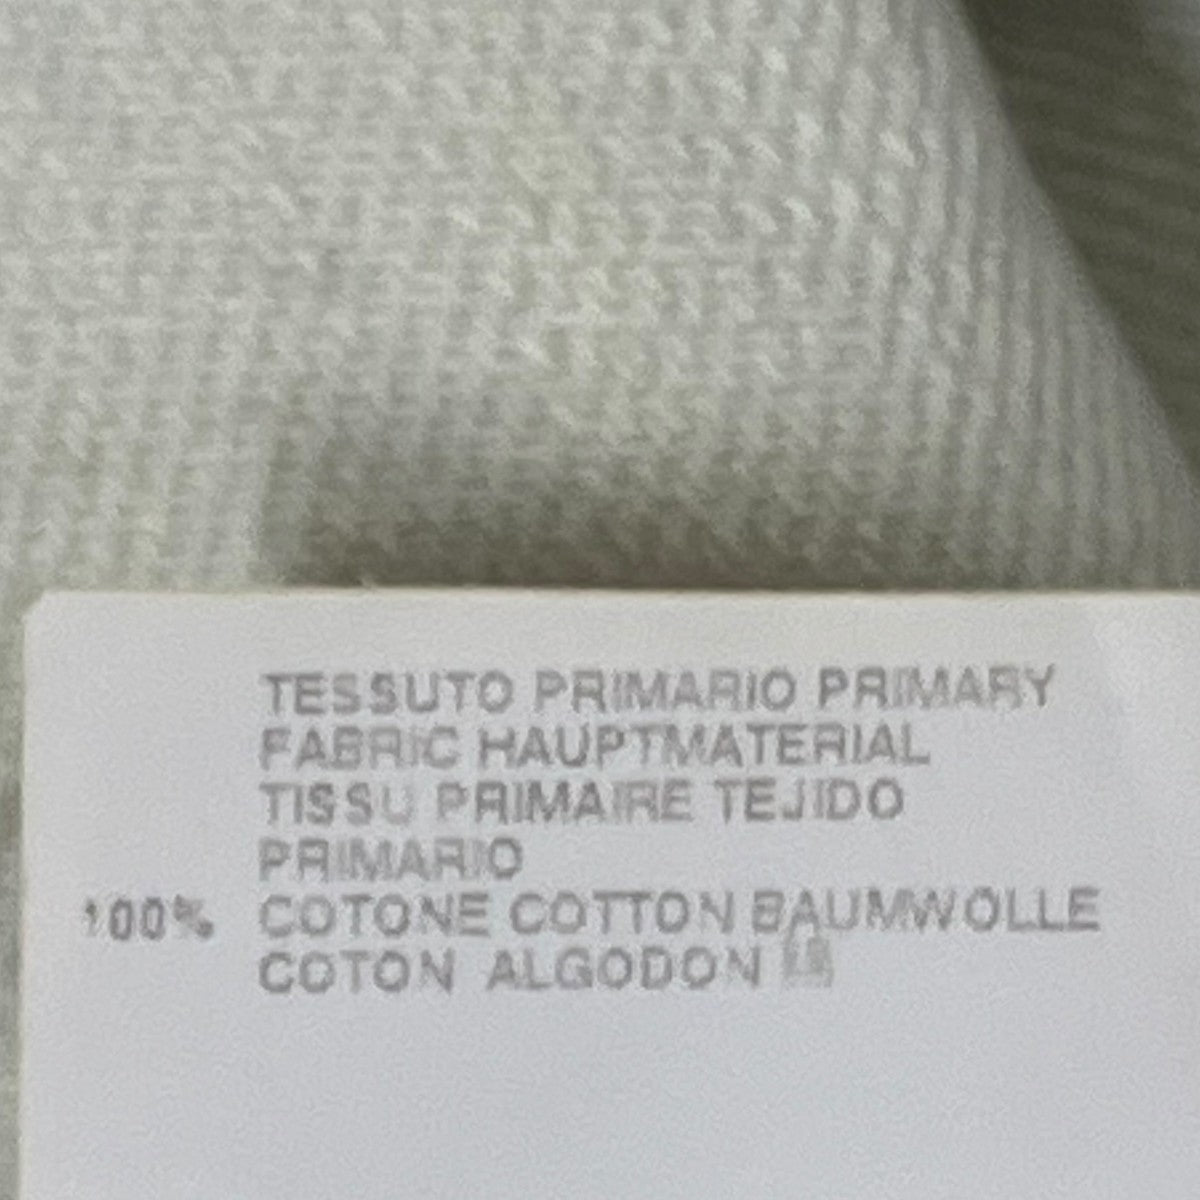 TESSUTO PRIMARIO PRIMARY
FABRIC HAUPTMATERIAL
TISSU PRIMAIRE TEJIDO
PRIMARIO
100% COTONE COTTON BAUMWOLLE
COTON ALGODON